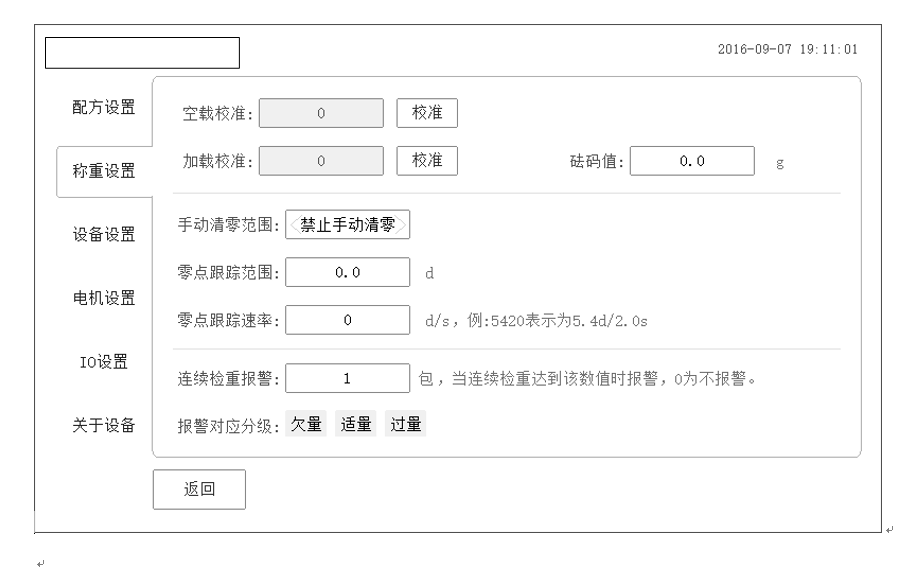 2016-09-07 19:11:01
配方设置
空载校准: 0 校准
称重设置
加载校准: 0 校准 砝码值: 0.0 g
设备设置
手动清零范围: 禁止手动清零
零点跟踪范围: 0.0 d
电机设置
零点跟踪速率: 0 d/s，例:5420表示为5.4d/2.0s
IO设置
连续检重报警: 1 包，当连续检重达到该数值时报警，0为不报警。
关于设备
报警对应分级: 欠量 适量 过量
返回